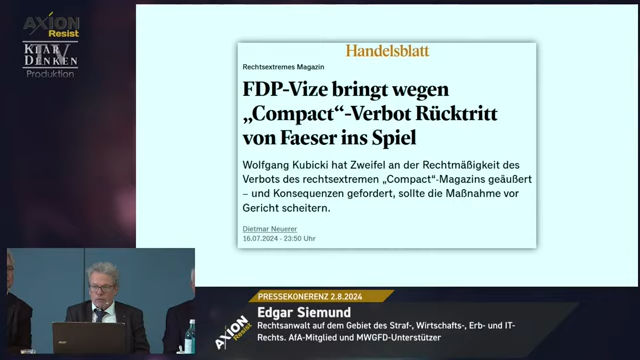 AXION
Resist
KLAR
DENKEN
TV
Produktion
Handelsblatt
Rechtsextremes Magazin
FDP-Vize bringt wegen
„Compact“-Verbot Rücktritt
von Faeser ins Spiel
Wolfgang Kubicki hat Zweifel an der Rechtmäßigkeit des
Verbots des rechtsextremen „Compact“-Magazins geäußert
– und Konsequenzen gefordert, sollte die Maßnahme vor
Gericht scheitern.
Dietmar Neuerer
16.07.2024 - 23:50 Uhr
PRESSEKONFERENZ 2.8.2024
Edgar Siemund
Rechtsanwalt auf dem Gebiet des Straf-, Wirtschafts-, Erb- und IT-
Rechts. AfA-Mitglied und MWGFD-Unterstützer
AXION
Resist